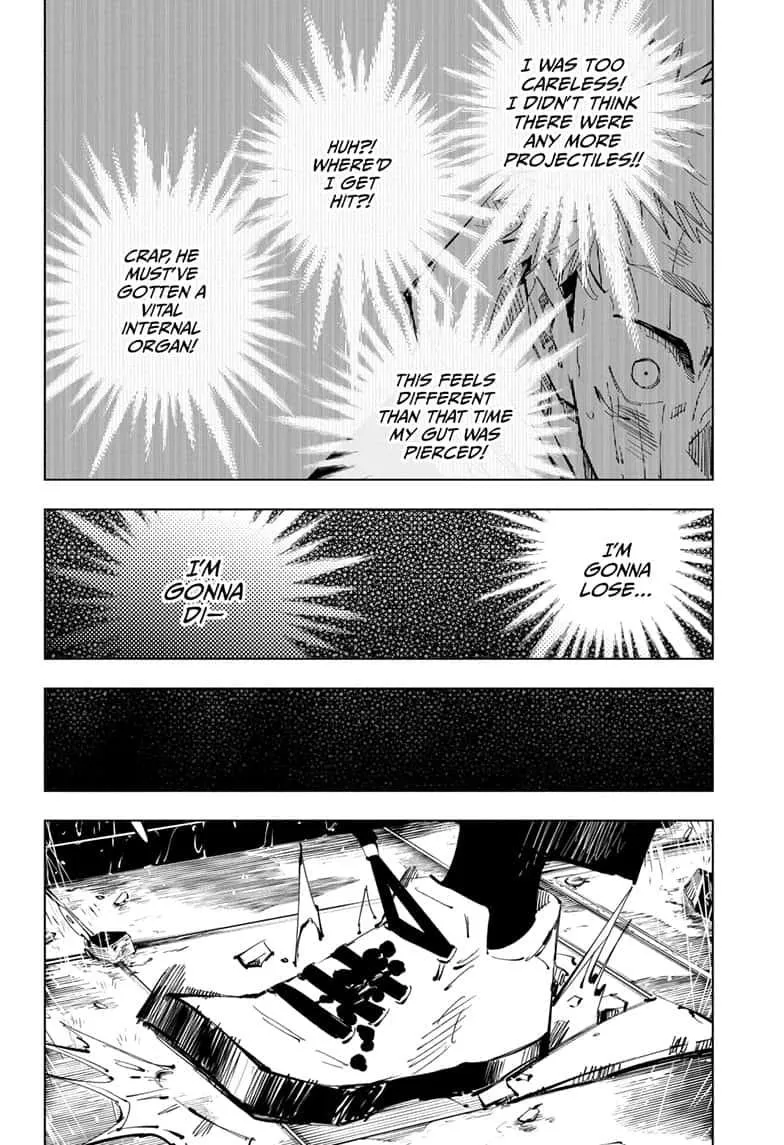 I WAS TOO
CARELESS!
I DIDN'T THINK
THERE WERE
ANY MORE
PROJECTILES!!
HUH?!
WHERE'D
I GET
HIT?!
THIS FEELS
DIFFERENT
THAN THAT TIME
MY GUT WAS
PIERCED!
CRAP, HE
MUST'VE
GOTTEN A
VITAL
INTERNAL
ORGAN!
I'M
GONNA
LOSE...
I'M
GONNA
DI–